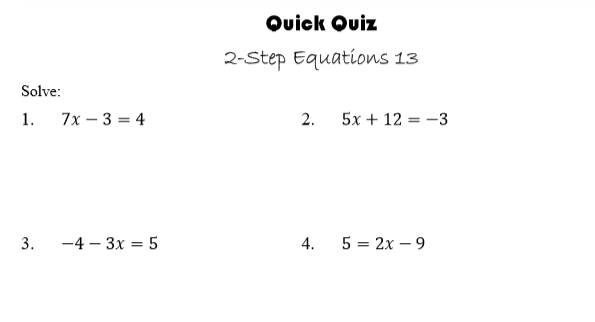 Quick Quiz
2-Step Equations 13
Solve:
1. 7x − 3 = 4 2. 5x + 12 = −3
3. −4 − 3x = 5 4. 5 = 2x − 9